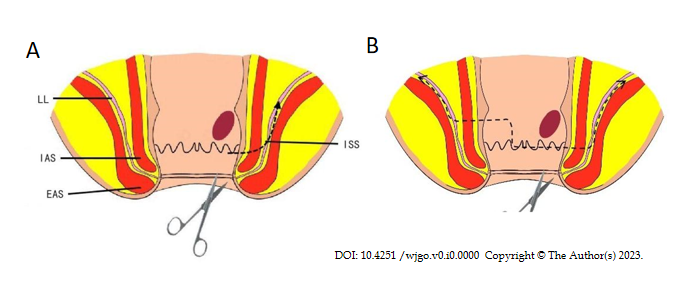 A
B
LL
IAS
ISS
EAS
DOI: 10.4251 /wjgo.v0.i0.0000 Copyright © The Author(s) 2023.